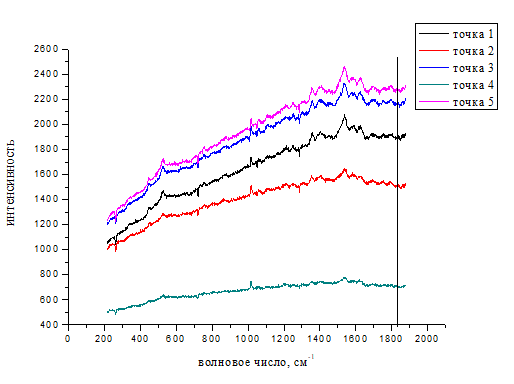 точка 1
точка 2
точка 3
точка 4
точка 5
2600
2400
2200
2000
1800
1600
1400
1200
1000
800
600
400
интенсивность
0 200 400 600 800 1000 1200 1400 1600 1800 2000
волновое число, см⁻¹